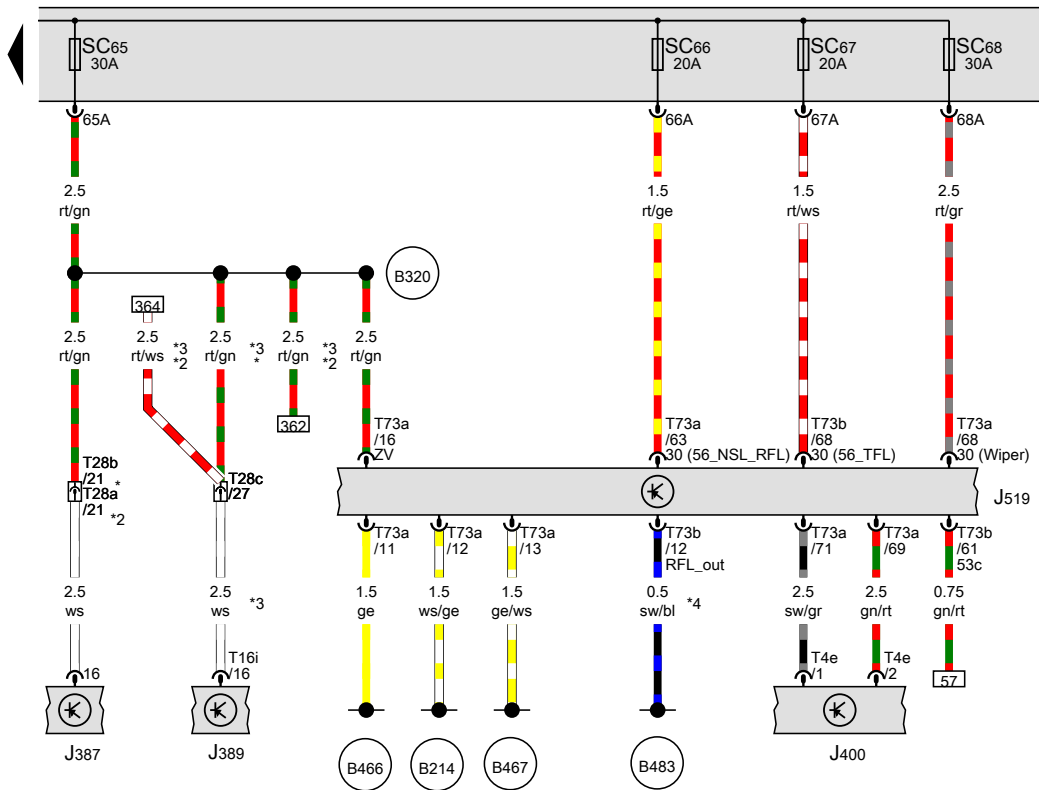 SC65 SC66 SC67 SC68
30A 20A 20A 30A
65A 66A 67A 68A
2.5 1.5 1.5 2.5
rt/gn rt/ge rt/ws rt/gr
B320
364
2.5 2.5 *3 2.5 *3 2.5 *3 2.5
rt/gn rt/ws *2 rt/gn * rt/gn *2 rt/gn
362
T73a T73a T73b T73a
/16 /63 /68 /68
ZV 30 (56_NSL_RFL) 30 (56_TFL) 30 (Wiper)
T28b T28c
/21 * /27
T28a
/21 *2
J519
T73a T73a T73a T73b T73a T73a T73b
/11 /12 /13 /12 /71 /69 /61
RFL_out 53c
2.5 2.5 *3 1.5 1.5 1.5 0.5 *4 2.5 2.5 0.75
ws ws ge ws/ge ge/ws sw/bl sw/gr gn/rt gn/rt
16 T16i T4e T4e
/16 /1 /2 57
J387 J389 J400
B466 B214 B467 B483